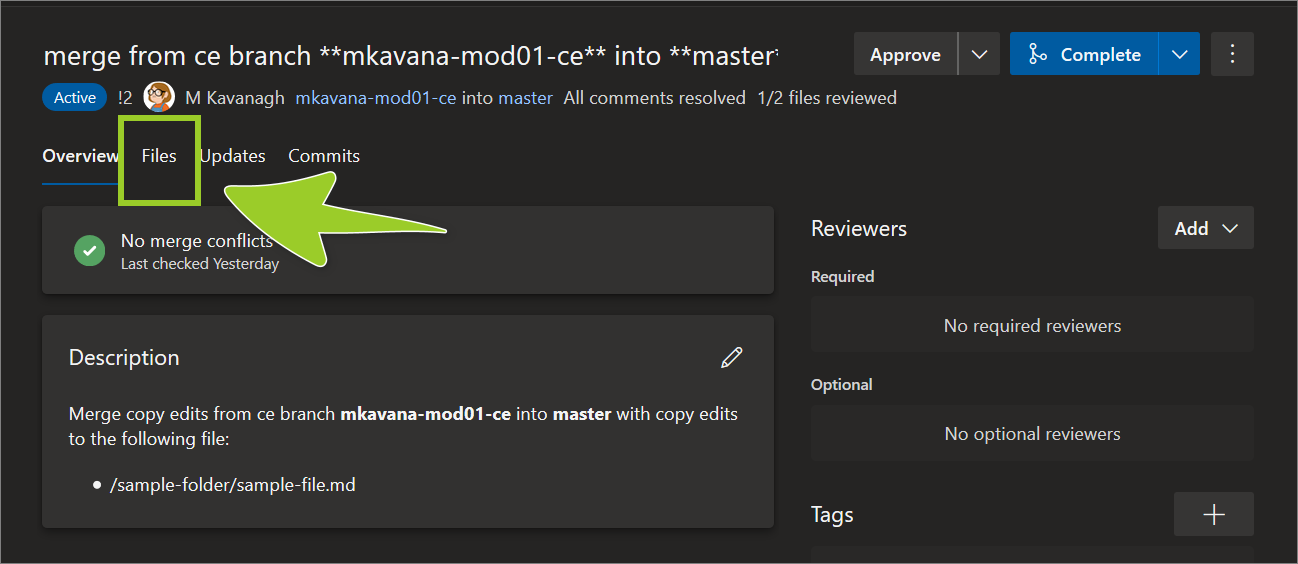 merge from ce branch **mkavana-mod01-ce** into **master*
Approve
Complete
Active !2 M Kavanagh mkavana-mod01-ce into master All comments resolved 1/2 files reviewed
Overview Files Updates Commits
No merge conflicts
Last checked Yesterday
Description
Merge copy edits from ce branch mkavana-mod01-ce into master with copy edits
to the following file:
• /sample-folder/sample-file.md
Reviewers
Add
Required
No required reviewers
Optional
No optional reviewers
Tags